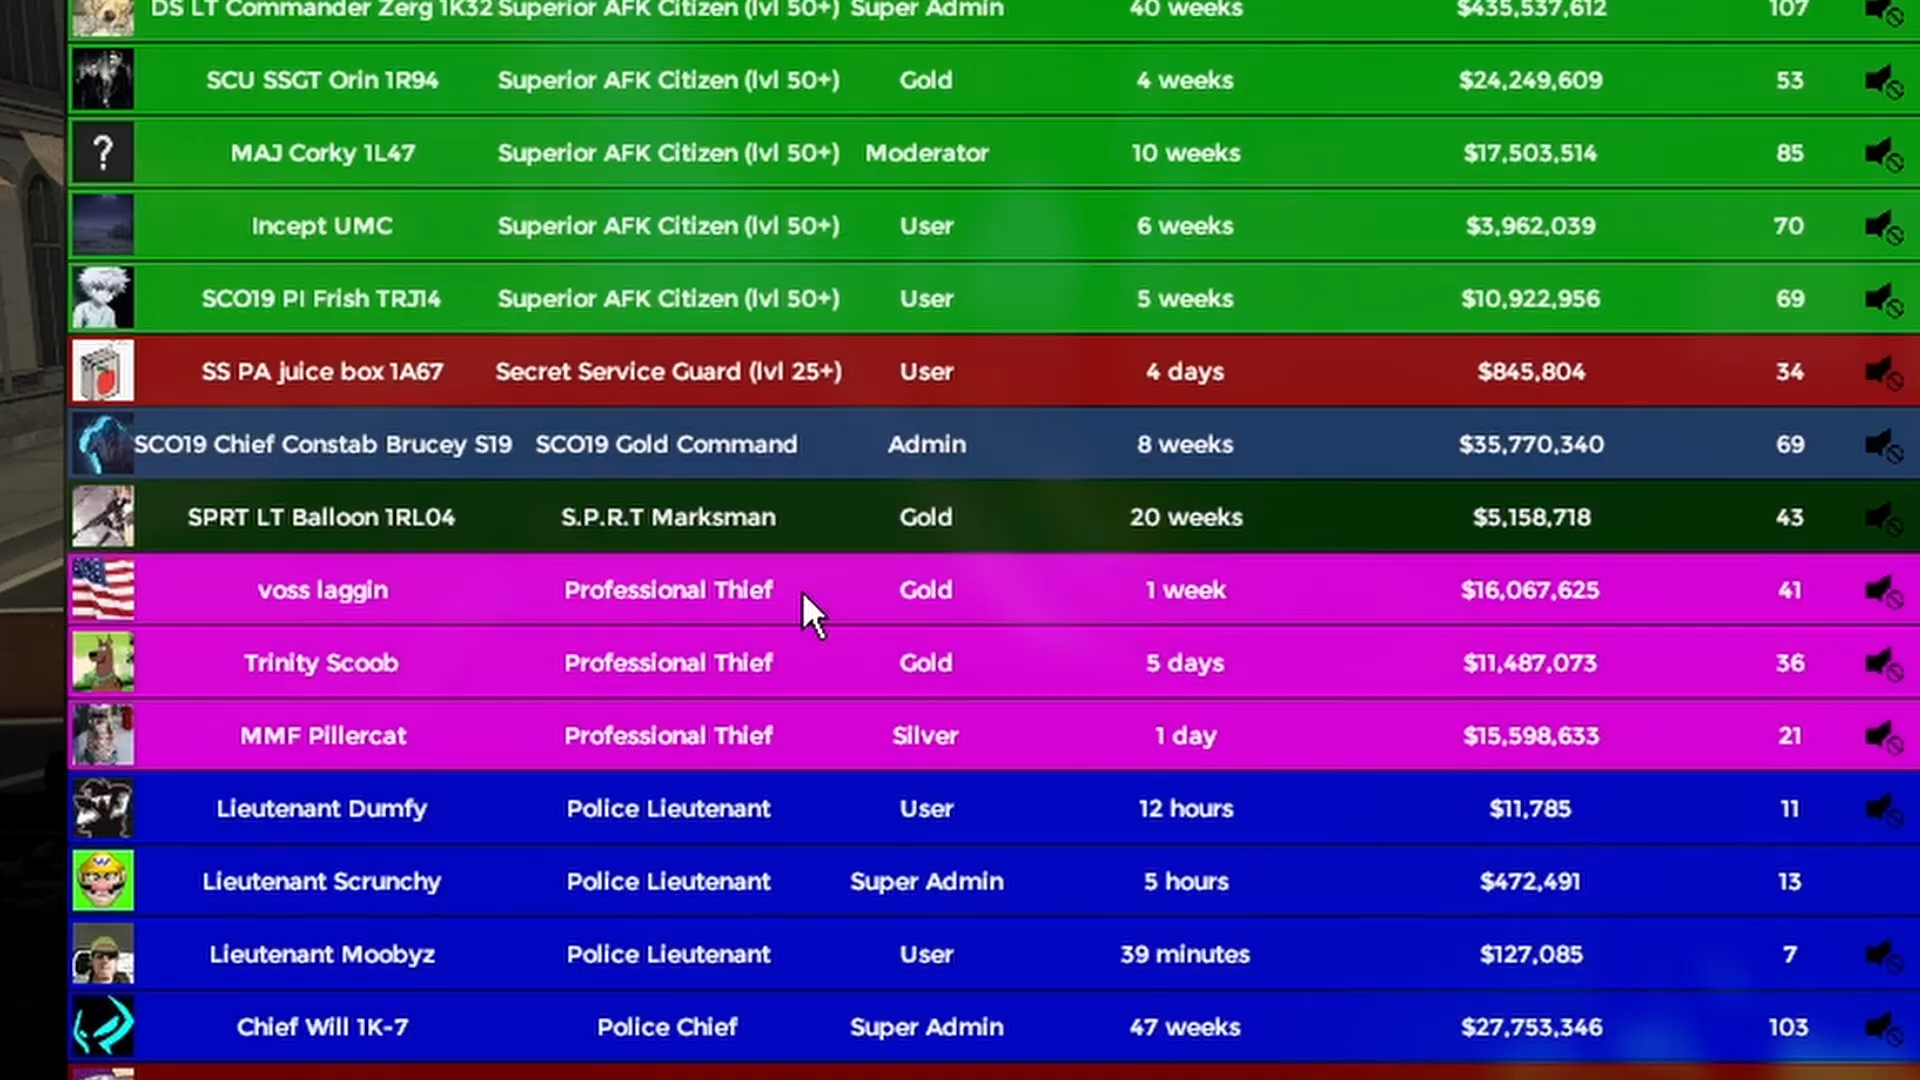 DS LT Commander Zerg 1K32 Superior AFK Citizen (lvl 50+) Super Admin 40 weeks $435,537,612 107
SCU SSGT Orin 1R94 Superior AFK Citizen (lvl 50+) Gold 4 weeks $24,249,609 53
? MAJ Corky 1L47 Superior AFK Citizen (lvl 50+) Moderator 10 weeks $17,503,514 85
Incept UMC Superior AFK Citizen (lvl 50+) User 6 weeks $3,962,039 70
SCO19 PI Frish TRJ14 Superior AFK Citizen (lvl 50+) User 5 weeks $10,922,956 69
SS PA juice box 1A67 Secret Service Guard (lvl 25+) User 4 days $845,804 34
SCO19 Chief Constab Brucey S19 SCO19 Gold Command Admin 8 weeks $35,770,340 69
SPRT LT Balloon 1RL04 S.P.R.T Marksman Gold 20 weeks $5,158,718 43
voss laggin Professional Thief Gold 1 week $16,067,625 41
Trinity Scoob Professional Thief Gold 5 days $11,487,073 36
MMF Pillercat Professional Thief Silver 1 day $15,598,633 21
Lieutenant Dumfy Police Lieutenant User 12 hours $11,785 11
W Lieutenant Scrunchy Police Lieutenant Super Admin 5 hours $472,491 13
Lieutenant Moobyz Police Lieutenant User 39 minutes $127,085 7
Chief Will 1K-7 Police Chief Super Admin 47 weeks $27,753,346 103